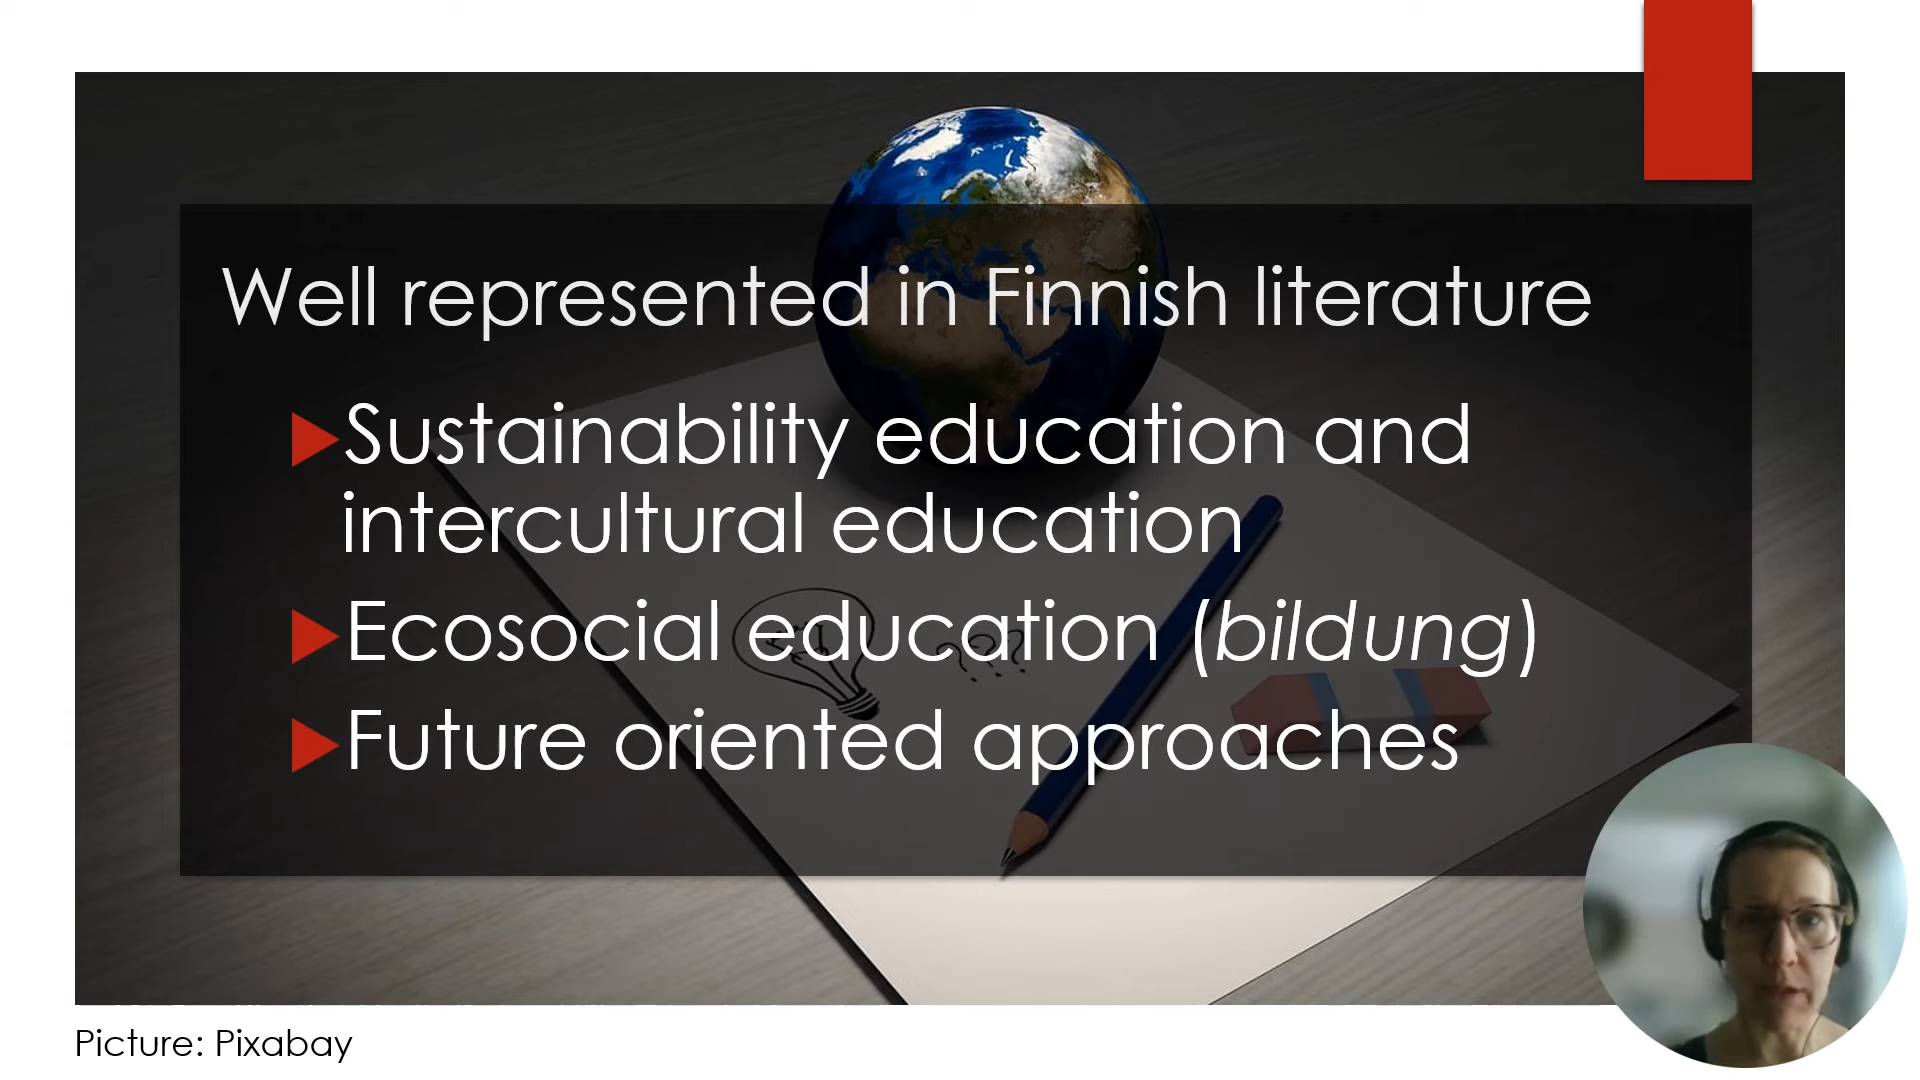 Well represented in Finnish literature
Sustainability education and
intercultural education
Ecosocial education (bildung)
Future oriented approaches
???
Picture: Pixabay